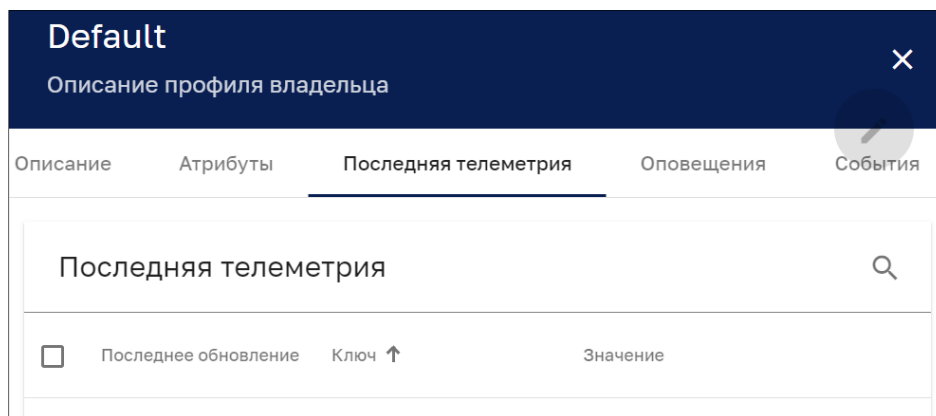 Default
Описание профиля владельца
Описание Атрибуты Последняя телеметрия Оповещения События
Последняя телеметрия
Последнее обновление Ключ ↑ Значение